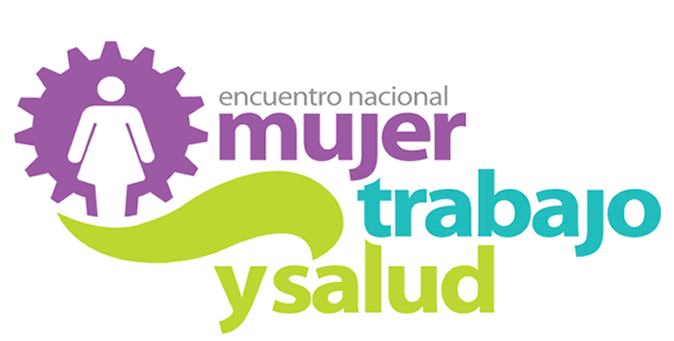 encuentro nacional
mujer
trabajo
y salud